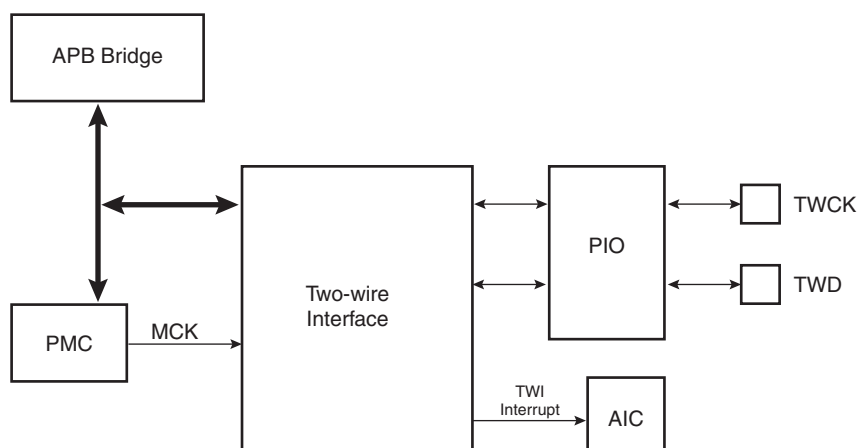 APB Bridge
TWCK
PIO
TWD
Two-wire
Interface
PMC
MCK
TWI
Interrupt
AIC